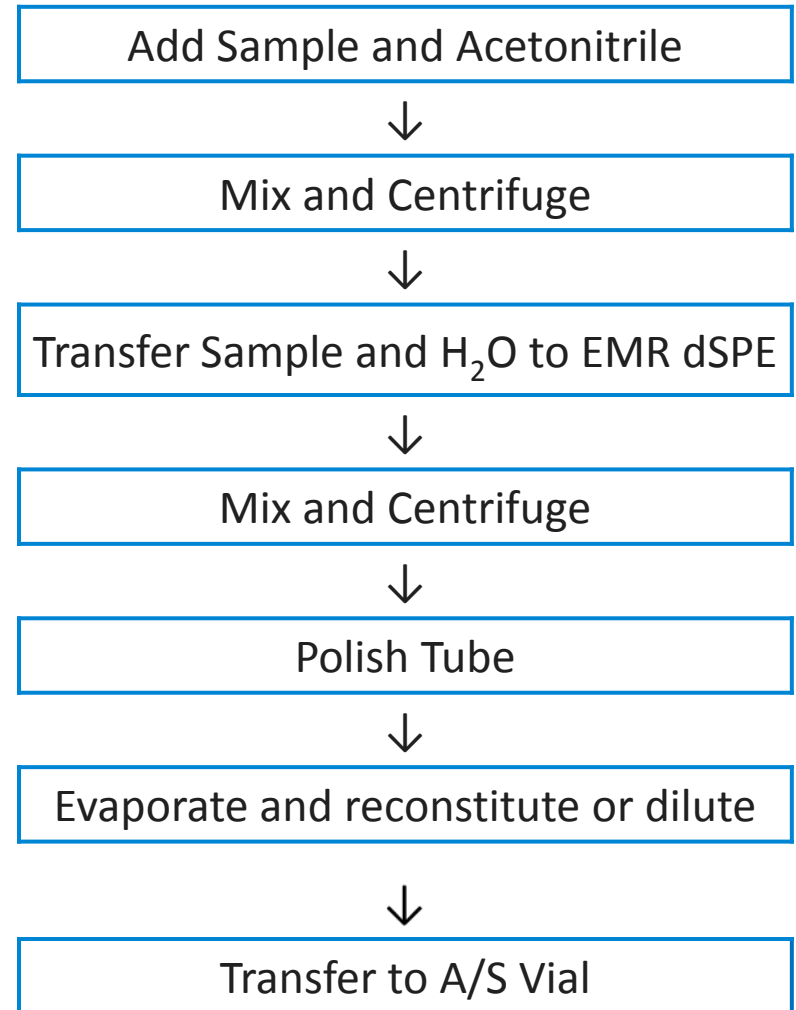 Add Sample and Acetonitrile
↓
Mix and Centrifuge
↓
Transfer Sample and H₂O to EMR dSPE
↓
Mix and Centrifuge
↓
Polish Tube
↓
Evaporate and reconstitute or dilute
↓
Transfer to A/S Vial